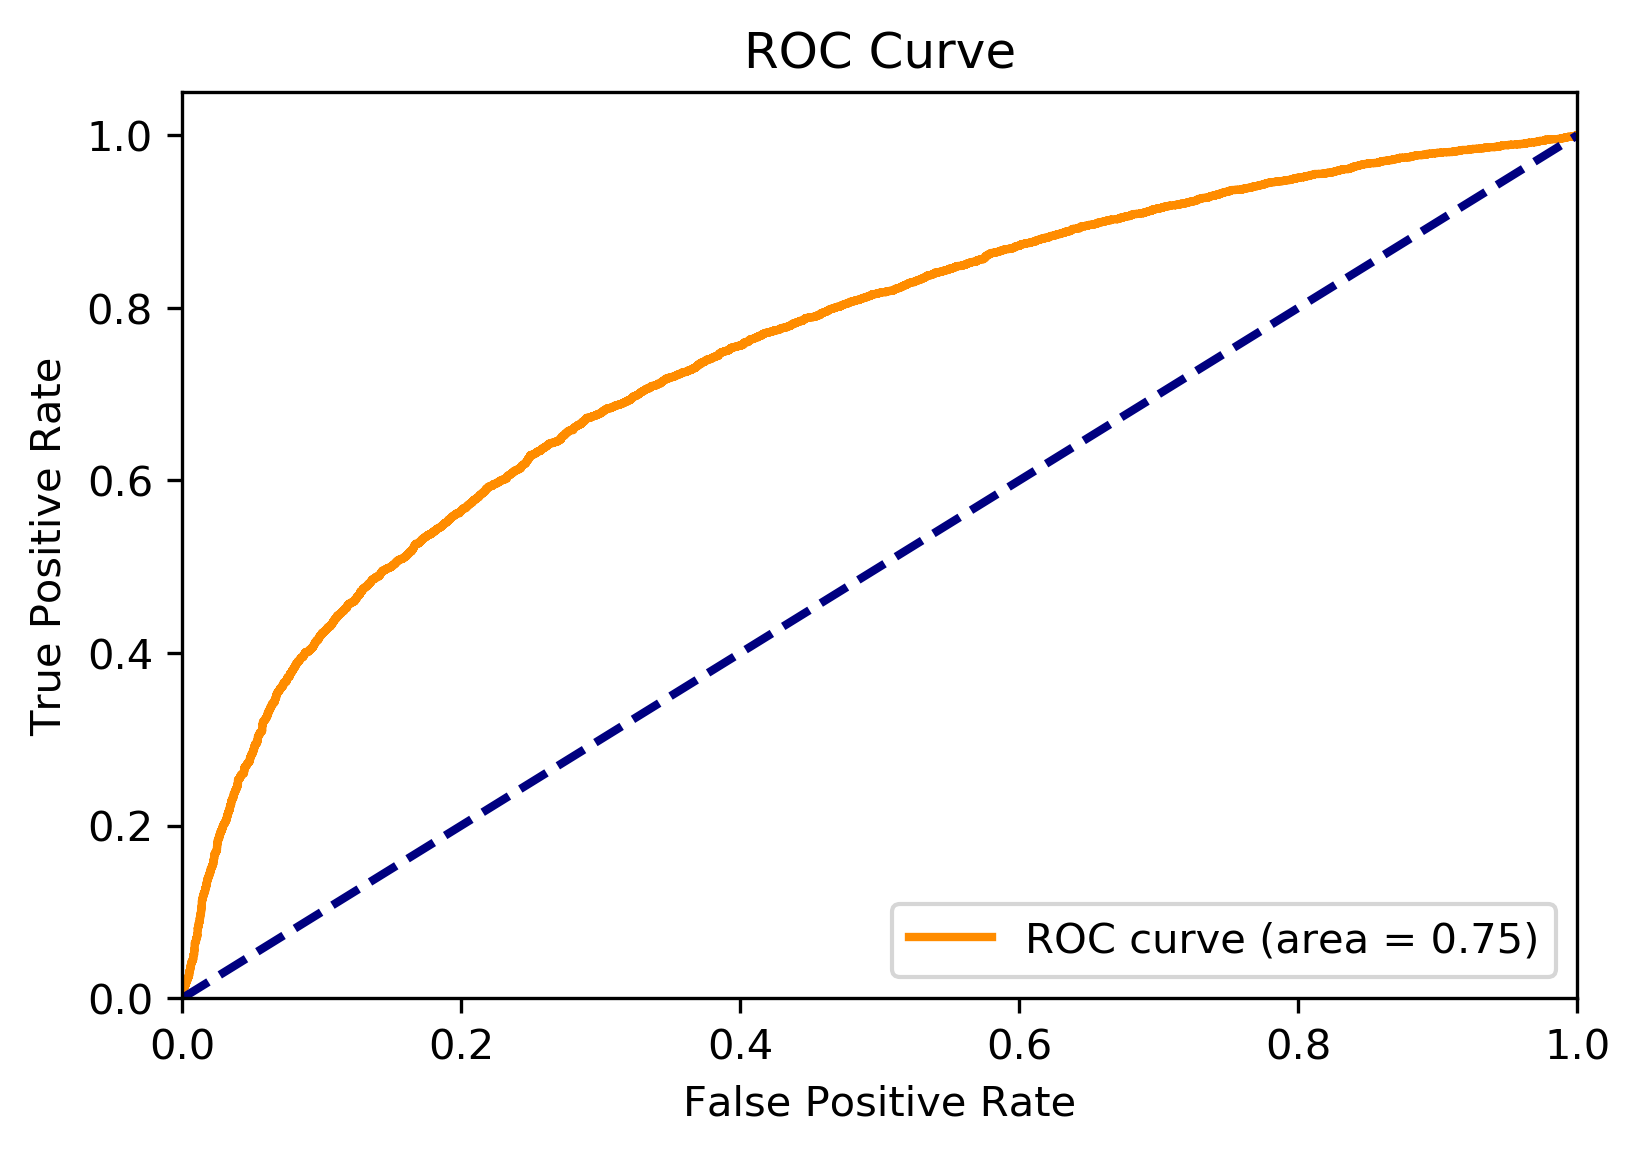 ROC Curve
True Positive Rate
1.0
0.8
0.6
0.4
0.2
0.0
ROC curve (area = 0.75)
0.0 0.2 0.4 0.6 0.8 1.0
False Positive Rate